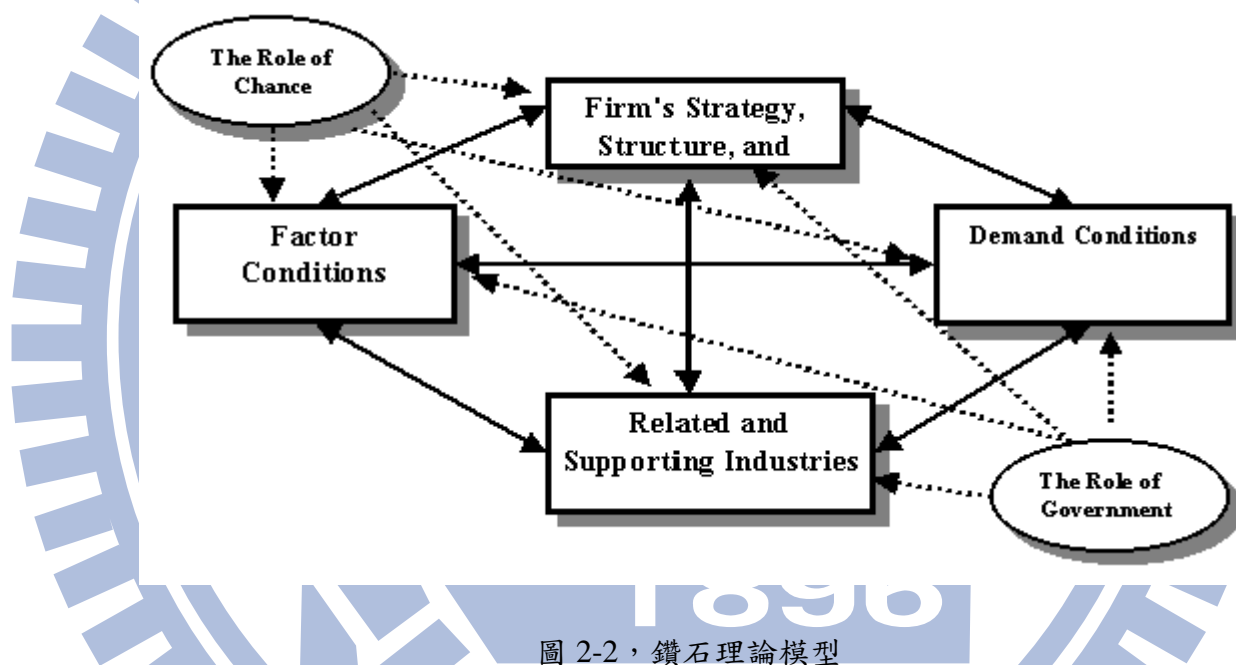 The Role of
Chance
Firm's Strategy,
Structure, and
Factor
Conditions
Demand Conditions
Related and
Supporting Industries
The Role of
Government
1896
圖 2-2，鑽石理論模型